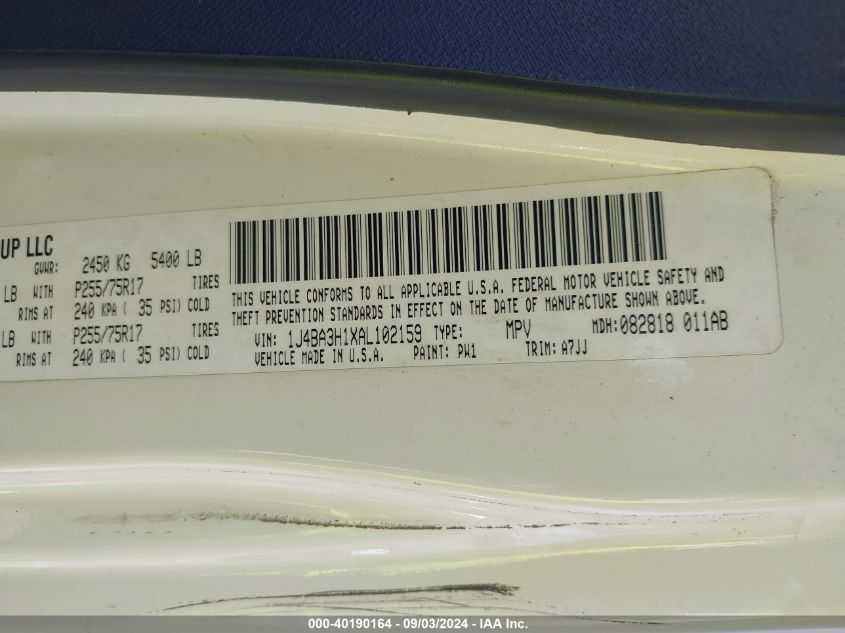 UP LLC
GVWR: 2450 KG 5400 LB
LB WITH P255/75R17 TIRES
RIMS AT 240 KPA ( 35 PSI) COLD
LB WITH P255/75R17 TIRES
RIMS AT 240 KPA ( 35 PSI) COLD
THIS VEHICLE CONFORMS TO ALL APPLICABLE U.S.A. FEDERAL MOTOR VEHICLE SAFETY AND
THEFT PREVENTION STANDARDS IN EFFECT ON THE DATE OF MANUFACTURE SHOWN ABOVE.
VIN: 1J4BA3H1XAL102159 TYPE: MPV MDH:082818 011AB
VEHICLE MADE IN U.S.A. PAINT: PW1 TRIM: A7JJ
000-40190164 - 09/03/2024 - IAA Inc.